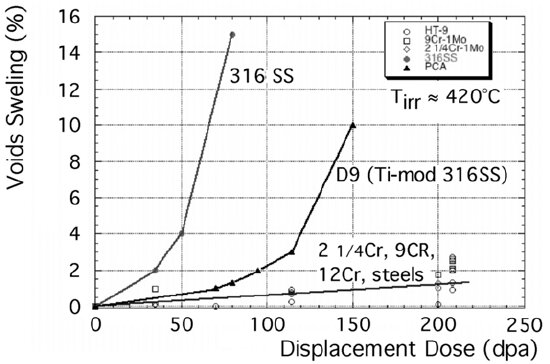 Voids Sweling (%)
16
14
12
10
8
6
4
2
0
HT-9
9Cr-1Mo
2 1/4Cr-1Mo
316SS
PCA
316 SS
Tirr ≈ 420°C
D9 (Ti-mod 316SS)
2 1/4Cr, 9CR,
12Cr, steels
0 50 100 150 200 250
Displacement Dose (dpa)